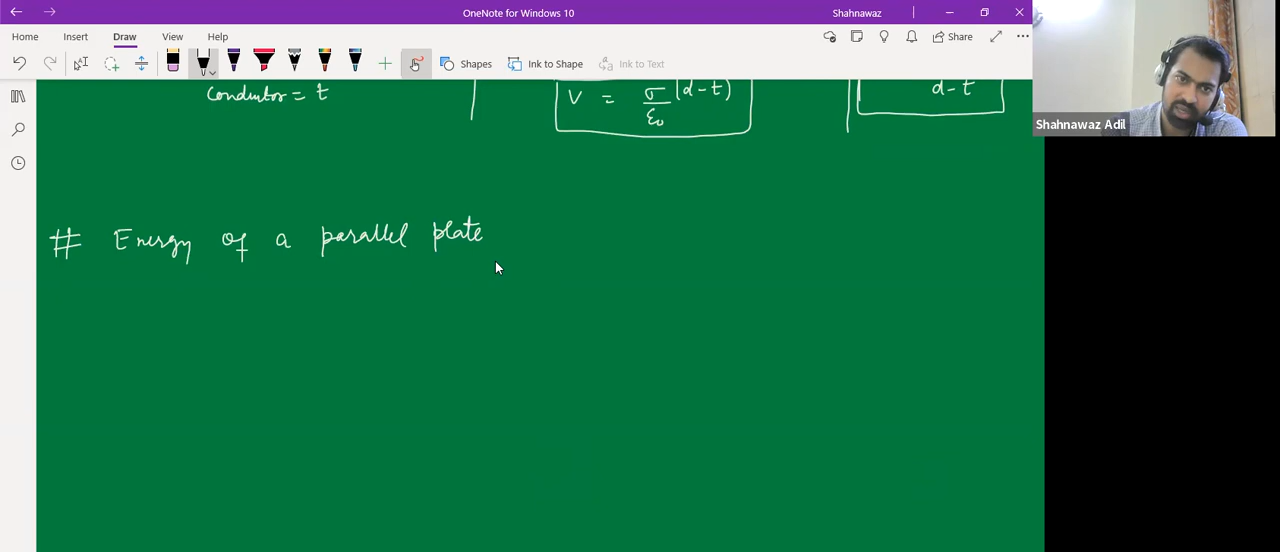 OneNote for Windows 10
Shahnawaz
Home Insert Draw View Help
Share
Shapes Ink to Shape Ink to Text
Conductor = t
V = σ/ε₀ (d-t)
d-t
Shahnawaz Adil
# Energy of a parallel plate